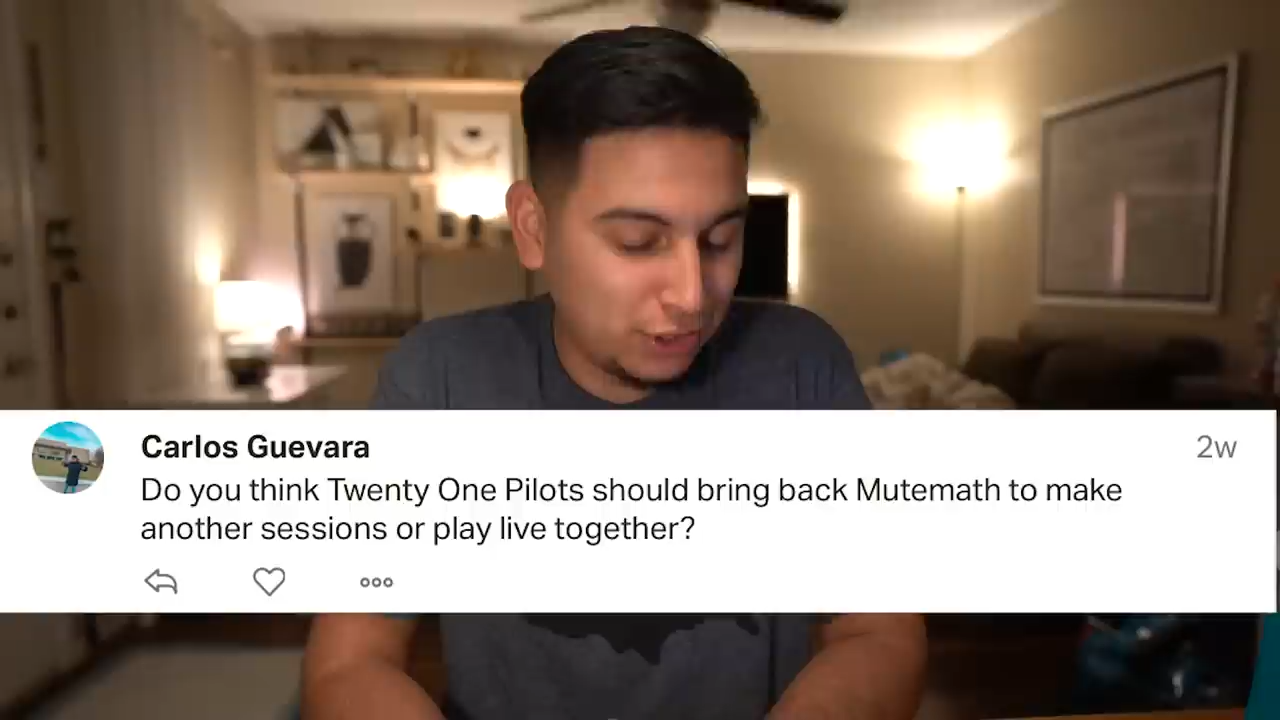 Carlos Guevara
2w
Do you think Twenty One Pilots should bring back Mutemath to make
another sessions or play live together?